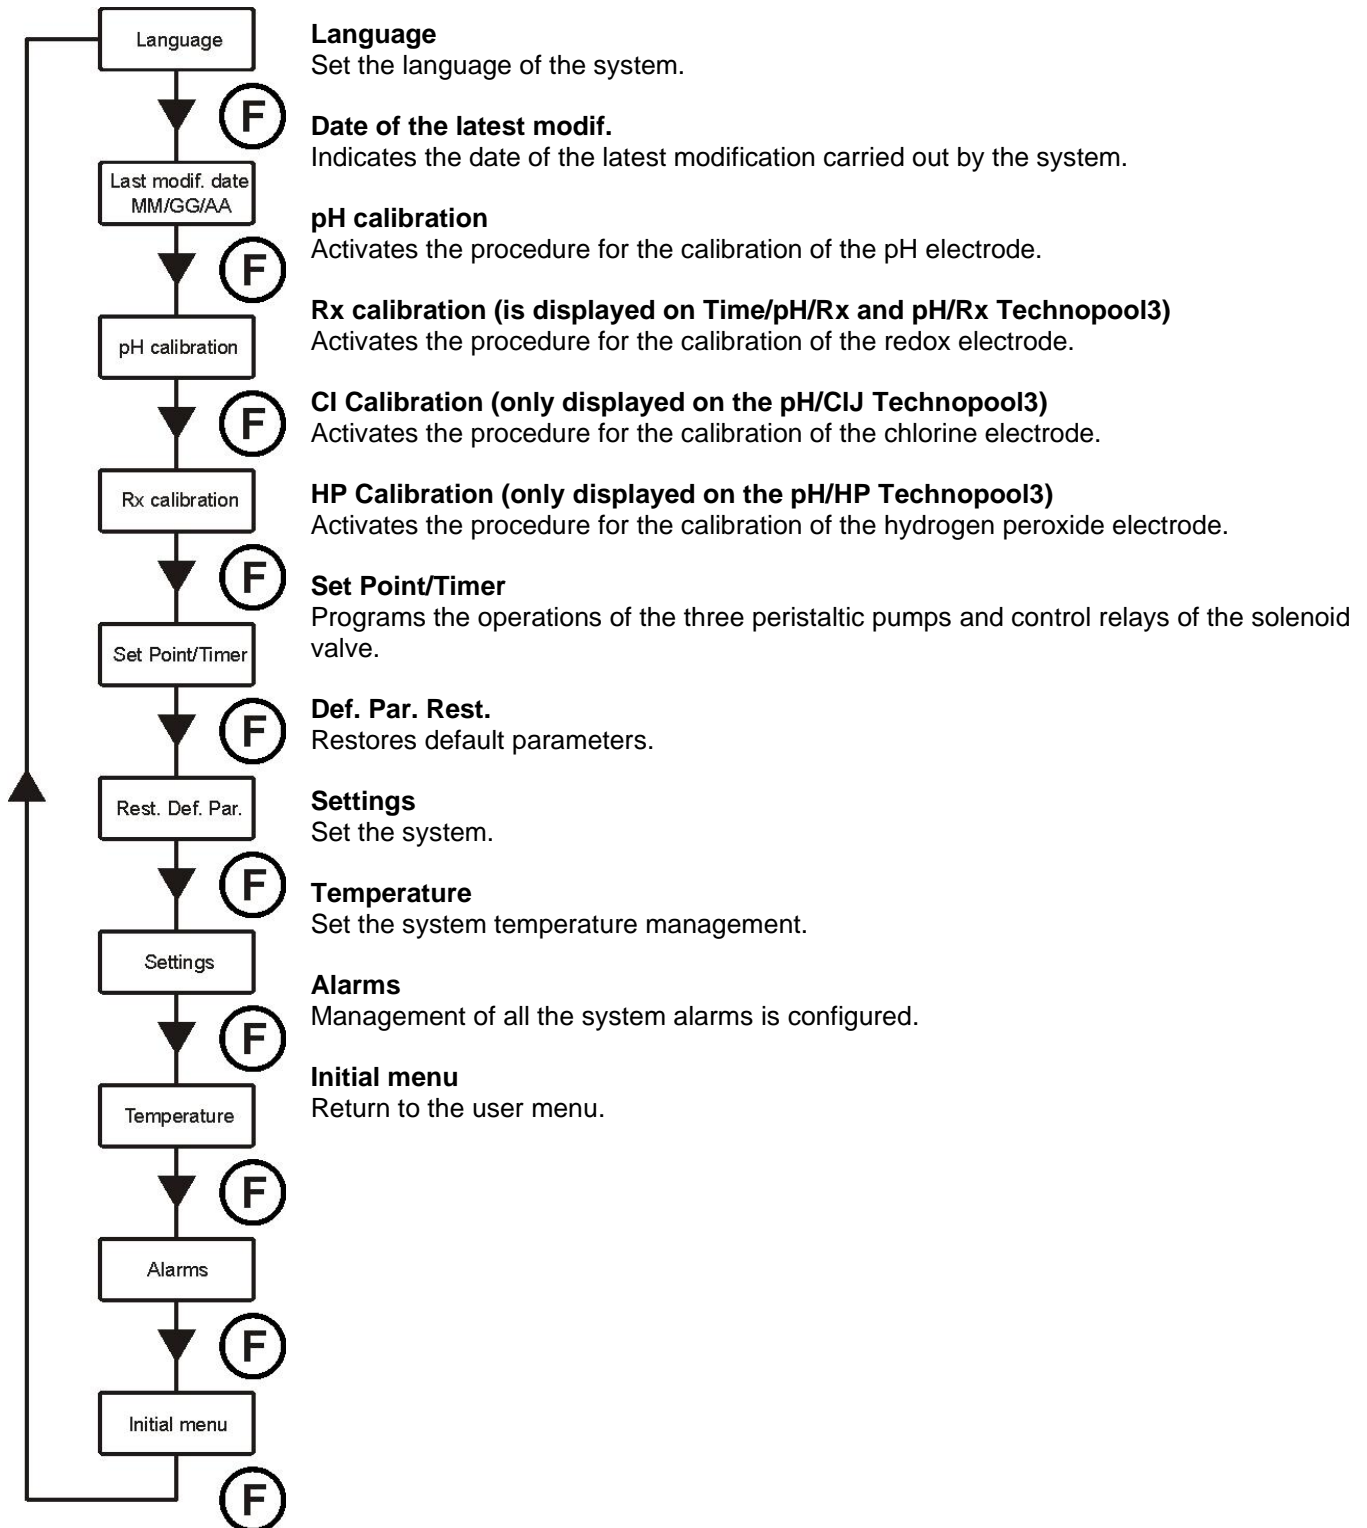 Language
F
Last modif. date
MM/GG/AA
F
pH calibration
F
Rx calibration
F
Set Point/Timer
F
Rest. Def. Par.
F
Settings
F
Temperature
F
Alarms
F
Initial menu
F
Language
Set the language of the system.
Date of the latest modif.
Indicates the date of the latest modification carried out by the system.
pH calibration
Activates the procedure for the calibration of the pH electrode.
Rx calibration (is displayed on Time/pH/Rx and pH/Rx Technopool3)
Activates the procedure for the calibration of the redox electrode.
Cl Calibration (only displayed on the pH/ClJ Technopool3)
Activates the procedure for the calibration of the chlorine electrode.
HP Calibration (only displayed on the pH/HP Technopool3)
Activates the procedure for the calibration of the hydrogen peroxide electrode.
Set Point/Timer
Programs the operations of the three peristaltic pumps and control relays of the solenoid
valve.
Def. Par. Rest.
Restores default parameters.
Settings
Set the system.
Temperature
Set the system temperature management.
Alarms
Management of all the system alarms is configured.
Initial menu
Return to the user menu.